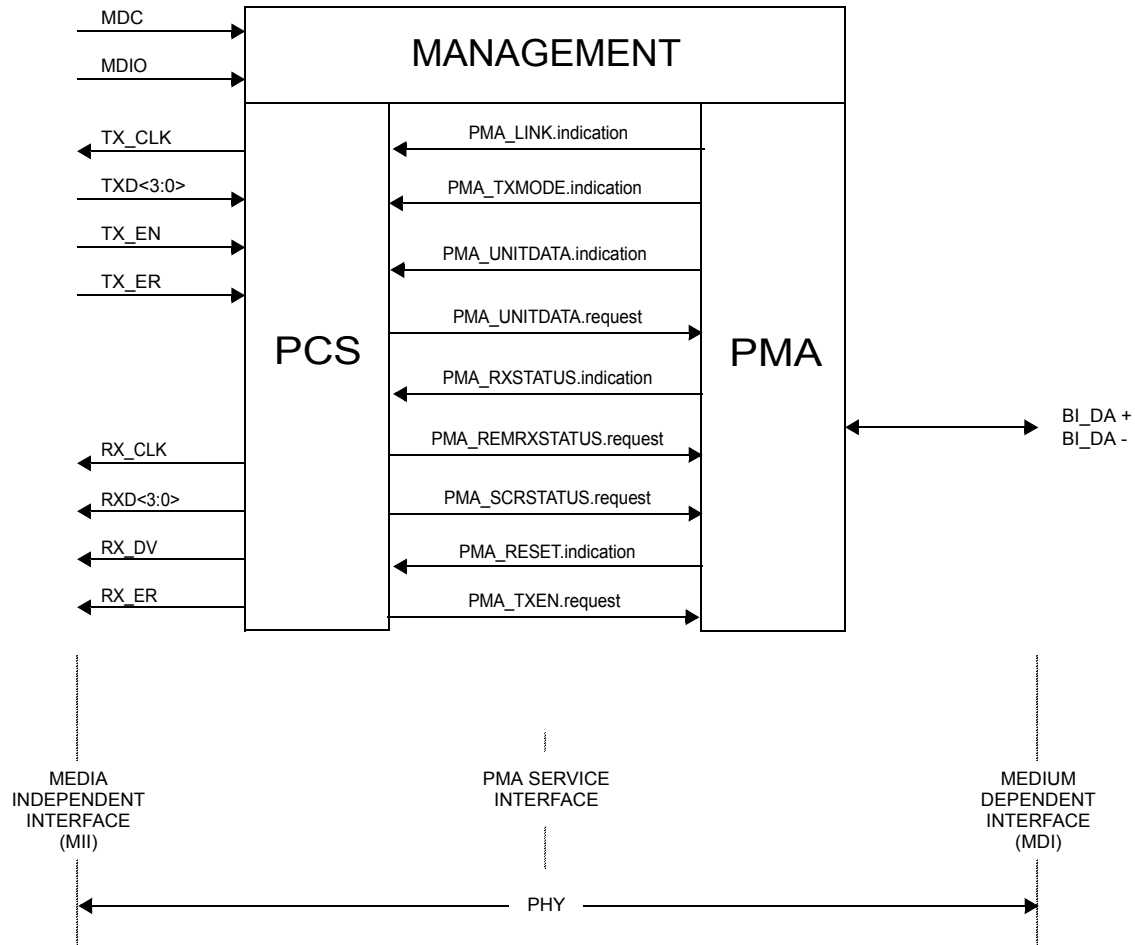 MDC
MANAGEMENT
MDIO
TX_CLK
PMA_LINK.indication
TXD<3:0>
PMA_TXMODE.indication
TX_EN
PMA_UNITDATA.indication
TX_ER
PMA_UNITDATA.request
PCS
PMA
PMA_RXSTATUS.indication
BI_DA +
BI_DA -
RX_CLK
PMA_REMRXSTATUS.request
RXD<3:0>
PMA_SCRSTATUS.request
RX_DV
PMA_RESET.indication
RX_ER
PMA_TXEN.request
MEDIA
INDEPENDENT
INTERFACE
(MII)
PMA SERVICE
INTERFACE
MEDIUM
DEPENDENT
INTERFACE
(MDI)
PHY